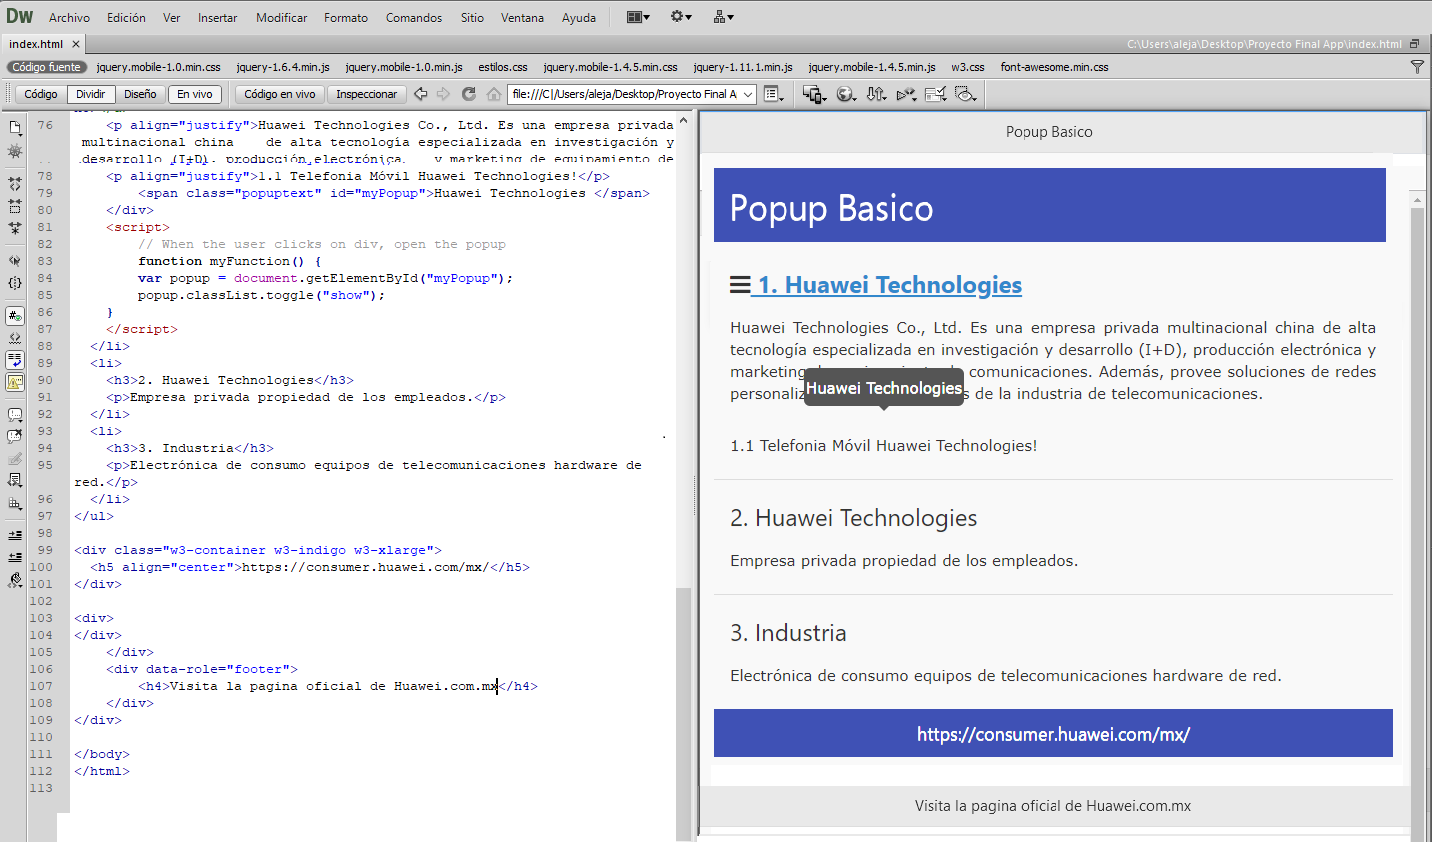 Dw Archivo Edición Ver Insertar Modificar Formato Comandos Sitio Ventana Ayuda
index.html × C:\Users\aleja\Desktop\Proyecto Final App\index.html
Código fuente jquery.mobile-1.0.min.css jquery-1.6.4.min.js jquery.mobile-1.0.min.js estilos.css jquery.mobile-1.4.5.min.css jquery-1.11.1.min.js jquery.mobile-1.4.5.min.js w3.css font-awesome.min.css
Código Dividir Diseño En vivo Código en vivo Inspeccionar file:///C|/Users/aleja/Desktop/Proyecto Final A
76 <p align="justify">Huawei Technologies Co., Ltd. Es una empresa privada
multinacional china de alta tecnología especializada en investigación y
desarrollo (I+D), producción electrónica, y marketing de equipamiento de
78 <p align="justify">1.1 Telefonia Móvil Huawei Technologies!</p>
79 <span class="popuptext" id="myPopup">Huawei Technologies </span>
80 </div>
81 <script>
82 // When the user clicks on div, open the popup
83 function myFunction() {
84 var popup = document.getElementById("myPopup");
85 popup.classList.toggle("show");
86 }
87 </script>
88 </li>
89 <li>
90 <h3>2. Huawei Technologies</h3>
91 <p>Empresa privada propiedad de los empleados.</p>
92 </li>
93 <li>
94 <h3>3. Industria</h3>
95 <p>Electrónica de consumo equipos de telecomunicaciones hardware de
red.</p>
96 </li>
97 </ul>
98
99 <div class="w3-container w3-indigo w3-xlarge">
100 <h5 align="center">https://consumer.huawei.com/mx/</h5>
101 </div>
102
103 <div>
104 </div>
105 </div>
106 <div data-role="footer">
107 <h4>Visita la pagina oficial de Huawei.com.mx</h4>
108 </div>
109 </div>
110
111 </body>
112 </html>
113
Popup Basico
Popup Basico
1. Huawei Technologies
Huawei Technologies Co., Ltd. Es una empresa privada multinacional china de alta
tecnología especializada en investigación y desarrollo (I+D), producción electrónica y
marketing comunicaciones. Además, provee soluciones de redes
Huawei Technologies
de la industria de telecomunicaciones.
1.1 Telefonia Móvil Huawei Technologies!
2. Huawei Technologies
Empresa privada propiedad de los empleados.
3. Industria
Electrónica de consumo equipos de telecomunicaciones hardware de red.
https://consumer.huawei.com/mx/
Visita la pagina oficial de Huawei.com.mx